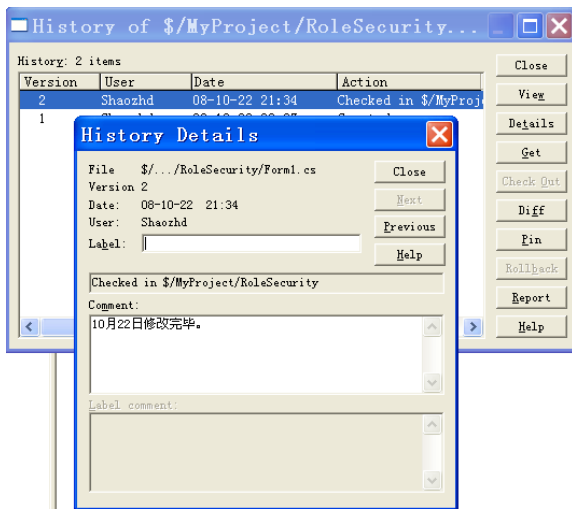 History of $/MyProject/RoleSecurity...
History: 2 items
Version User Date Action
2 Shaozhd 08-10-22 21:34 Checked in $/MyProj
1
Close
View
Details
Get
Check Out
Diff
Pin
Rollback
Report
Help
History Details
File $/.../RoleSecurity/Form1.cs
Version 2
Date: 08-10-22 21:34
User: Shaozhd
Label:
Close
Next
Previous
Help
Checked in $/MyProject/RoleSecurity
Comment:
10月22日修改完毕。
Label comment: